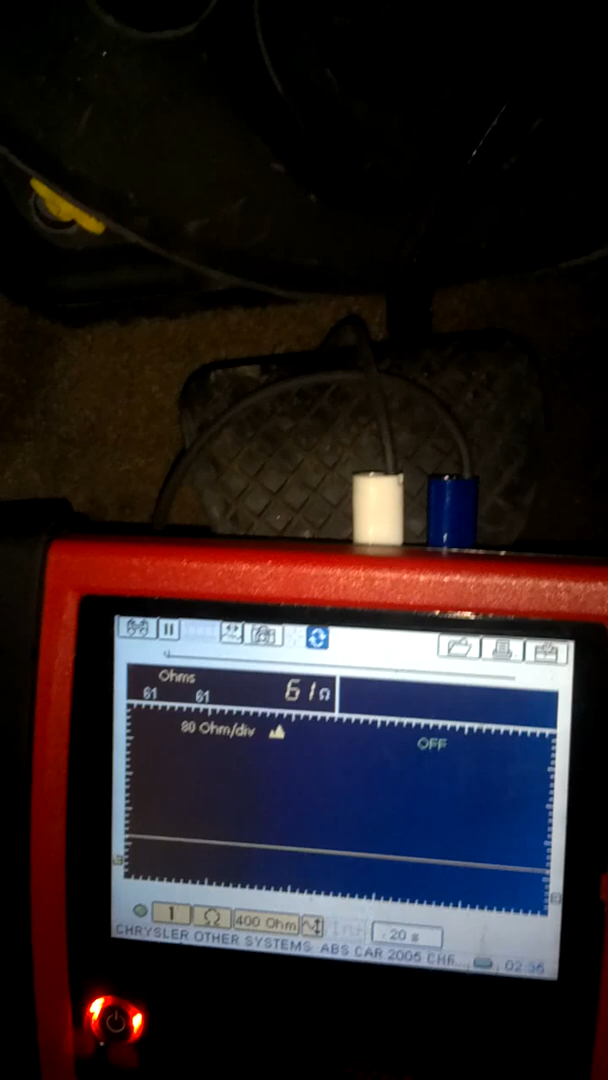 Ohms
61 61 61Ω
80 Ohm/div
OFF
1 Ω 400 Ohm 20 s
CHRYSLER OTHER SYSTEMS: ABS CAR 2005 CHR... 02:36